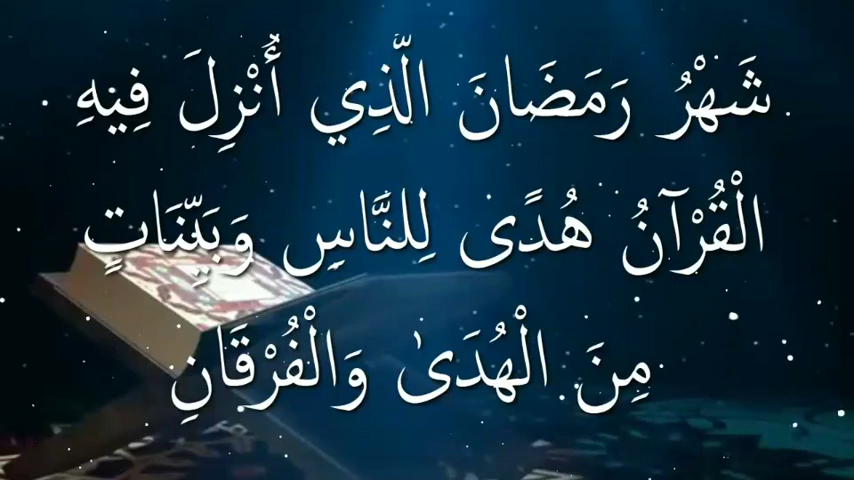 شَهْرُ رَمَضَانَ الَّذِي أُنْزِلَ فِيهِ
الْقُرْآنُ هُدًى لِلنَّاسِ وَبَيِّنَاتٍ
مِنَ الْهُدَىٰ وَالْفُرْقَانِ